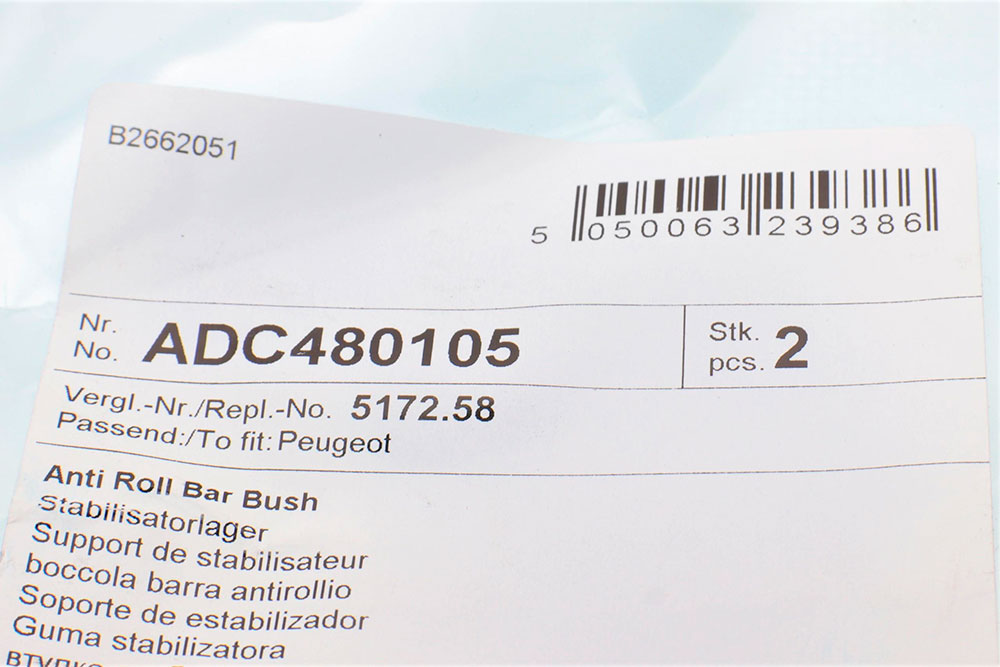 B2662051
5 050063 239386
Nr.
No. ADC480105
Stk.
pcs. 2
Vergl.-Nr./Repl.-No. 5172.58
Passend:/To fit: Peugeot
Anti Roll Bar Bush
Stabilisatorlager
Support de stabilisateur
boccola barra antirollio
Soporte de estabilizador
Guma stabilizatora